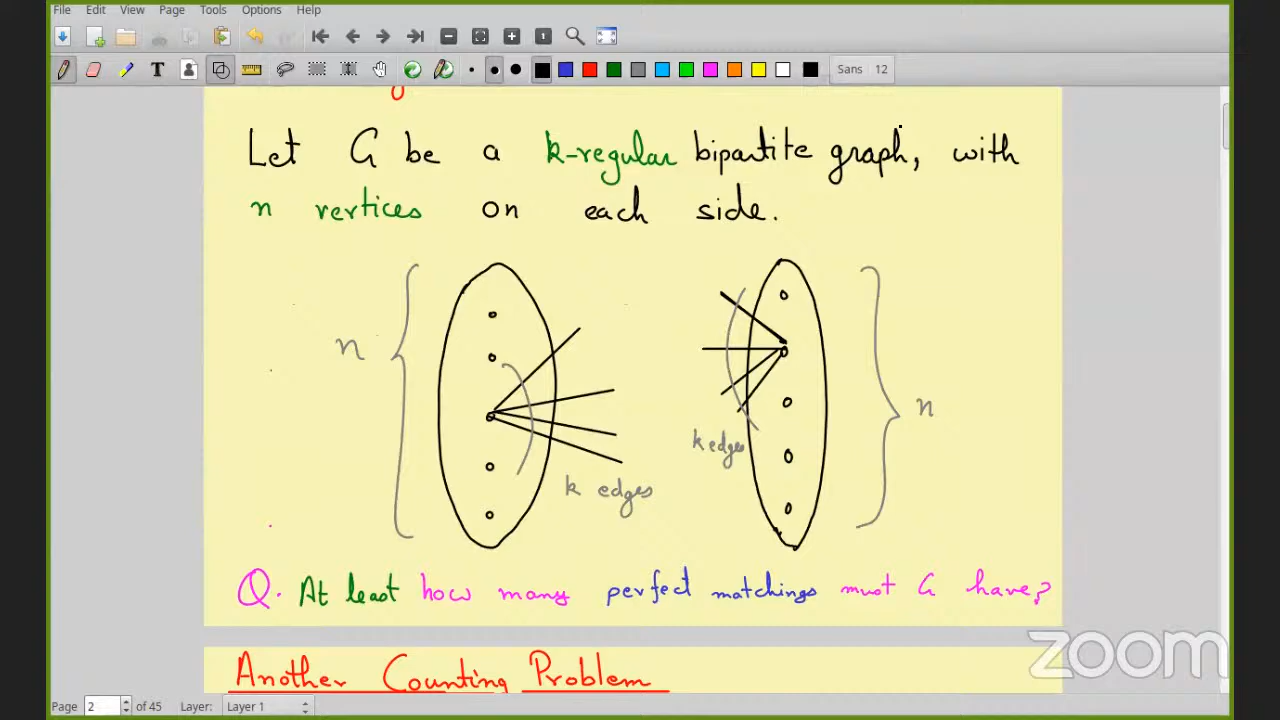 File Edit View Page Tools Options Help
Sans 12
Let G be a k-regular bipartite graph, with
n vertices on each side.
n
k edges
k edges
n
Q. At least how many perfect matchings must G have?
zoom
Another Counting Problem
Page 2 of 45 Layer: Layer 1